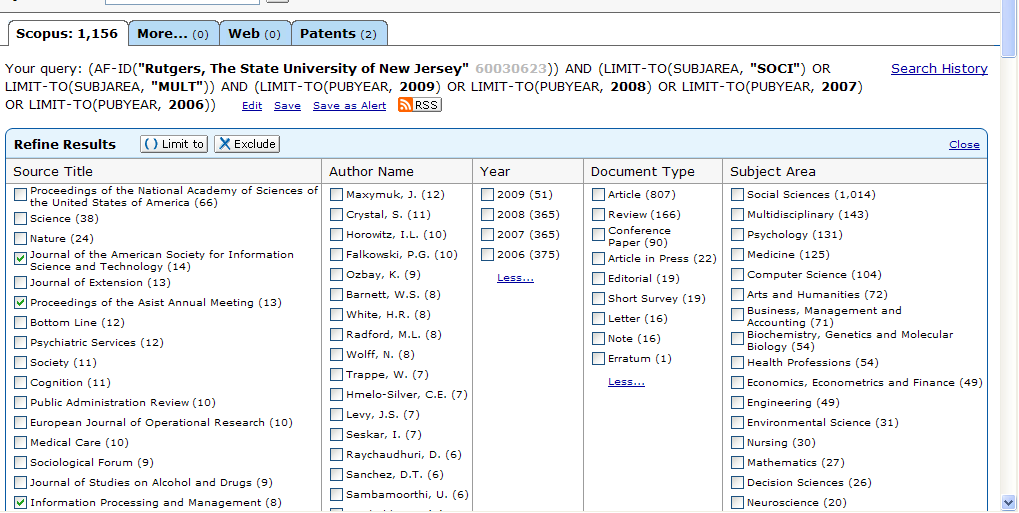 Scopus: 1,156
More... (0)
Web (0)
Patents (2)
Your query: (AF-ID("Rutgers, The State University of New Jersey" 60030623)) AND (LIMIT-TO(SUBJAREA, "SOCI") OR
LIMIT-TO(SUBJAREA, "MULT")) AND (LIMIT-TO(PUBYEAR, 2009) OR LIMIT-TO(PUBYEAR, 2008) OR LIMIT-TO(PUBYEAR, 2007)
OR LIMIT-TO(PUBYEAR, 2006)) Edit Save Save as Alert RSS
Search History
Refine Results
Limit to
Exclude
Close
Source Title
Proceedings of the National Academy of Sciences of
the United States of America (66)
Science (38)
Nature (24)
Journal of the American Society for Information
Science and Technology (14)
Journal of Extension (13)
Proceedings of the Asist Annual Meeting (13)
Bottom Line (12)
Psychiatric Services (12)
Society (11)
Cognition (11)
Public Administration Review (10)
European Journal of Operational Research (10)
Medical Care (10)
Sociological Forum (9)
Journal of Studies on Alcohol and Drugs (9)
Information Processing and Management (8)
Author Name
Maxymuk, J. (12)
Crystal, S. (11)
Horowitz, I.L. (10)
Falkowski, P.G. (10)
Ozbay, K. (9)
Barnett, W.S. (8)
White, H.R. (8)
Radford, M.L. (8)
Wolff, N. (8)
Trappe, W. (7)
Hmelo-Silver, C.E. (7)
Levy, J.S. (7)
Seskar, I. (7)
Raychaudhuri, D. (6)
Sanchez, D.T. (6)
Sambamoorthi, U. (6)
Year
2009 (51)
2008 (365)
2007 (365)
2006 (375)
Less...
Document Type
Article (807)
Review (166)
Conference
Paper (90)
Article in Press (22)
Editorial (19)
Short Survey (19)
Letter (16)
Note (16)
Erratum (1)
Less...
Subject Area
Social Sciences (1,014)
Multidisciplinary (143)
Psychology (131)
Medicine (125)
Computer Science (104)
Arts and Humanities (72)
Business, Management and
Accounting (71)
Biochemistry, Genetics and Molecular
Biology (54)
Health Professions (54)
Economics, Econometrics and Finance (49)
Engineering (49)
Environmental Science (31)
Nursing (30)
Mathematics (27)
Decision Sciences (26)
Neuroscience (20)